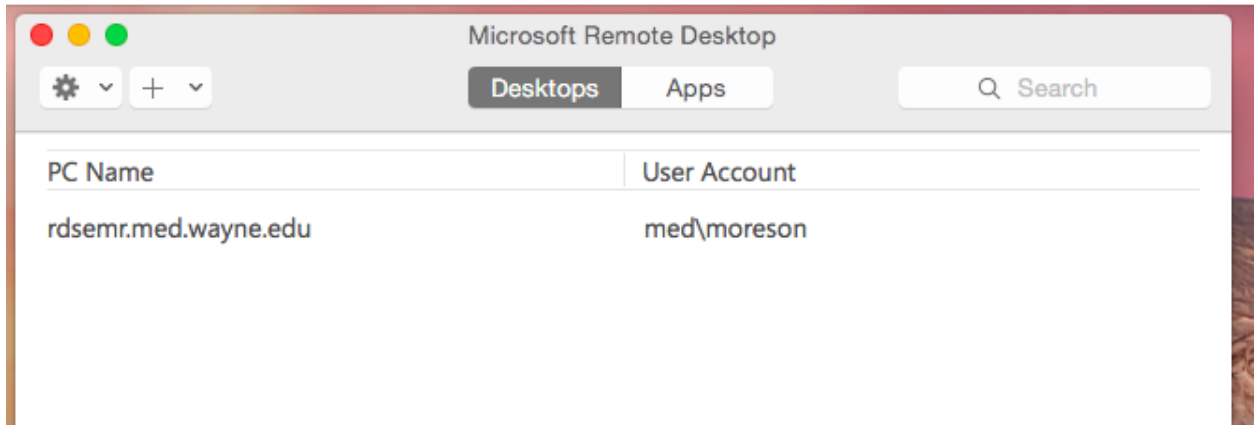 Microsoft Remote Desktop
Desktops Apps Search
PC Name User Account
rdsemr.med.wayne.edu med\moreson